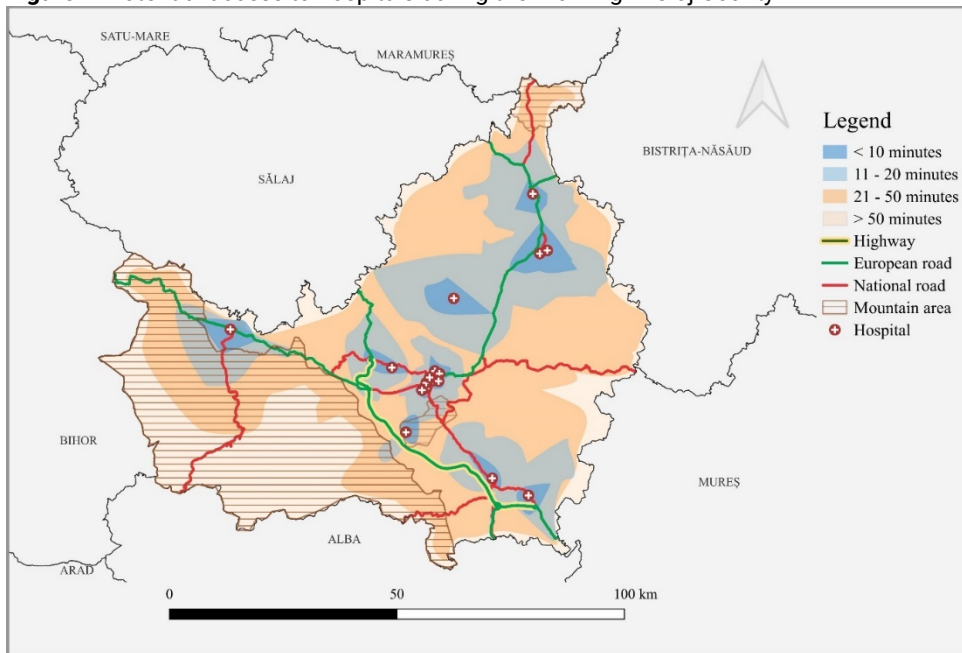 SATU-MARE
MARAMUREȘ
BISTRIȚA-NĂSĂUD
SĂLAJ
BIHOR
MUREȘ
ALBA
ARAD
Legend
< 10 minutes
11 - 20 minutes
21 - 50 minutes
> 50 minutes
Highway
European road
National road
Mountain area
Hospital
0 50 100 km